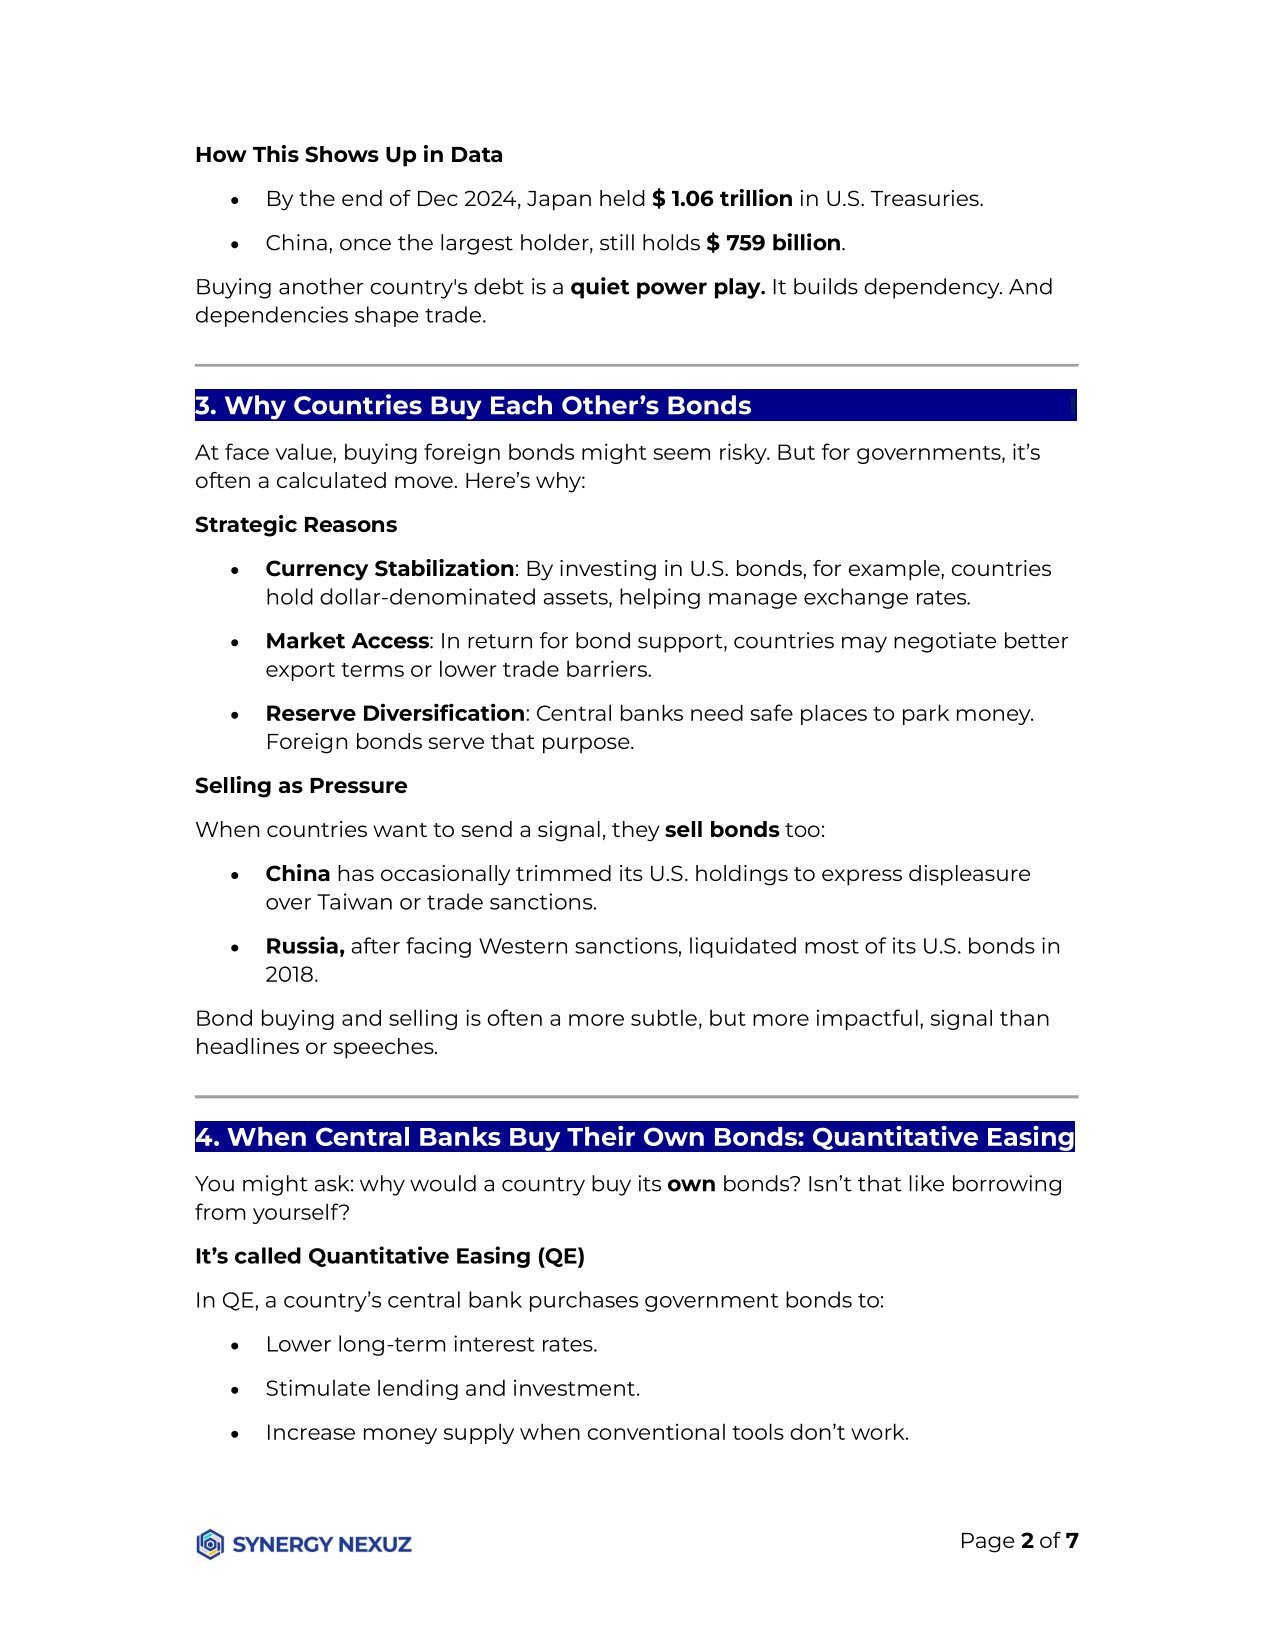 How This Shows Up in Data
• By the end of Dec 2024, Japan held $ 1.06 trillion in U.S. Treasuries.
• China, once the largest holder, still holds $ 759 billion.
Buying another country's debt is a quiet power play. It builds dependency. And
dependencies shape trade.
3. Why Countries Buy Each Other’s Bonds
At face value, buying foreign bonds might seem risky. But for governments, it’s
often a calculated move. Here’s why:
Strategic Reasons
• Currency Stabilization: By investing in U.S. bonds, for example, countries
hold dollar-denominated assets, helping manage exchange rates.
• Market Access: In return for bond support, countries may negotiate better
export terms or lower trade barriers.
• Reserve Diversification: Central banks need safe places to park money.
Foreign bonds serve that purpose.
Selling as Pressure
When countries want to send a signal, they sell bonds too:
• China has occasionally trimmed its U.S. holdings to express displeasure
over Taiwan or trade sanctions.
• Russia, after facing Western sanctions, liquidated most of its U.S. bonds in
2018.
Bond buying and selling is often a more subtle, but more impactful, signal than
headlines or speeches.
4. When Central Banks Buy Their Own Bonds: Quantitative Easing
You might ask: why would a country buy its own bonds? Isn’t that like borrowing
from yourself?
It’s called Quantitative Easing (QE)
In QE, a country’s central bank purchases government bonds to:
• Lower long-term interest rates.
• Stimulate lending and investment.
• Increase money supply when conventional tools don’t work.
SYNERGY NEXUZ
Page 2 of 7